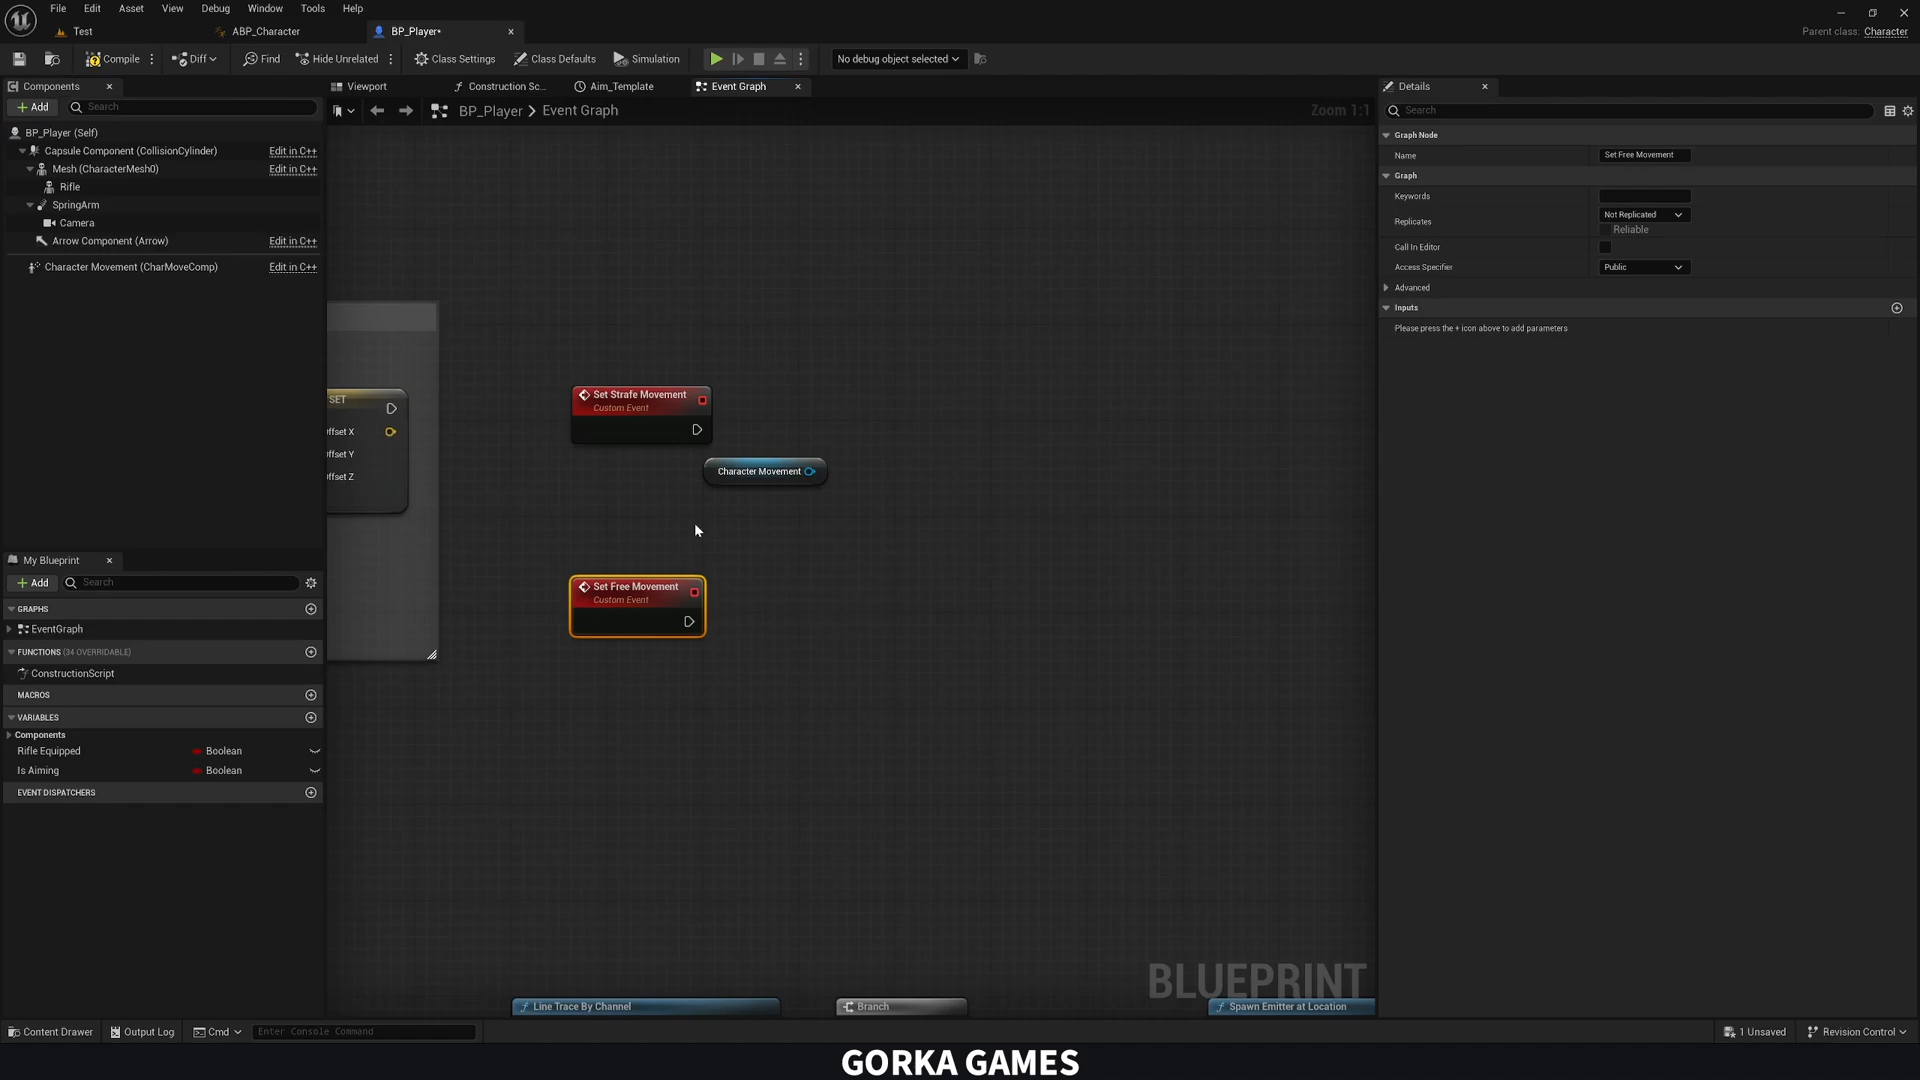 File Edit Asset View Debug Window Tools Help
Test ABP_Character BP_Player•
Parent class: Character
Compile Diff Find Hide Unrelated Class Settings Class Defaults Simulation No debug object selected
Components
Viewport Construction Sc... Aim_Template Event Graph
Details
Add Search
BP_Player > Event Graph Zoom 1:1
Search
BP_Player (Self)
Capsule Component (CollisionCylinder) Edit in C++
Mesh (CharacterMesh0) Edit in C++
Rifle
SpringArm
Camera
Arrow Component (Arrow) Edit in C++
Character Movement (CharMoveComp) Edit in C++
Graph Node
Name Set Free Movement
Graph
Keywords
Replicates Not Replicated
Reliable
Call In Editor
Access Specifier Public
Advanced
Inputs
Please press the + icon above to add parameters
SET
ffset X
ffset Y
ffset Z
Set Strafe Movement
Custom Event
Character Movement
Set Free Movement
Custom Event
My Blueprint
Add Search
GRAPHS
EventGraph
FUNCTIONS (34 OVERRIDABLE)
ConstructionScript
MACROS
VARIABLES
Components
Rifle Equipped Boolean
Is Aiming Boolean
EVENT DISPATCHERS
BLUEPRINT
Line Trace By Channel Branch Spawn Emitter at Location
Content Drawer Output Log Cmd Enter Console Command 1 Unsaved Revision Control
GORKA GAMES